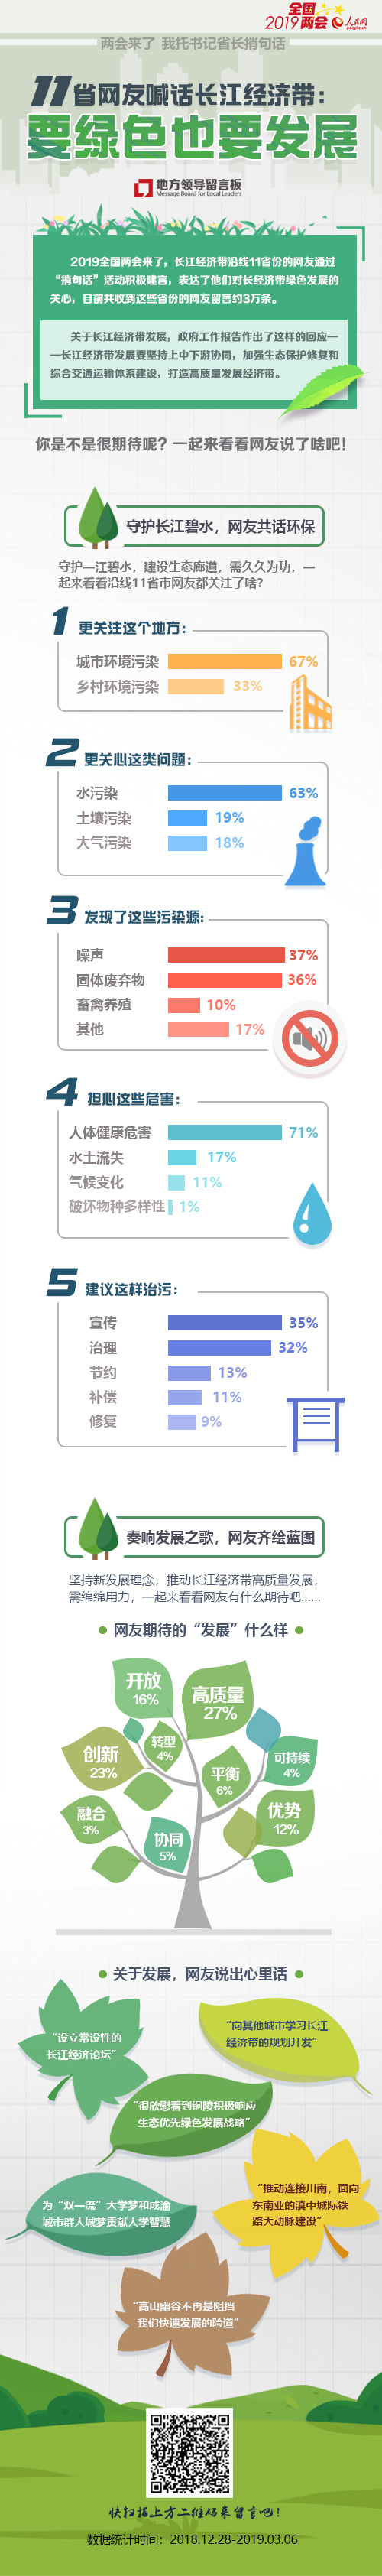 全国
2019两会 人民网
people.cn
两会来了 我托书记省长捎句话
11省网友喊话长江经济带：
要绿色也要发展
地方领导留言板
Message Board for Local Leaders
2019全国两会来了，长江经济带沿线11省份的网友通过
“捎句话”活动积极建言，表达了他们对长经济带绿色发展的
关心，目前共收到这些省份的网友留言约3万条。
关于长江经济带发展，政府工作报告作出了这样的回应—
—长江经济带发展要坚持上中下游协同，加强生态保护修复和
综合交通运输体系建设，打造高质量发展经济带。
你是不是很期待呢？一起来看看网友说了啥吧！
守护长江碧水，网友共话环保
守护一江碧水，建设生态廊道，需久久为功，一
起来看看沿线11省市网友都关注了啥？
1 更关注这个地方：
城市环境污染 67%
乡村环境污染 33%
2 更关心这类问题：
水污染 63%
土壤污染 19%
大气污染 18%
3 发现了这些污染源：
噪声 37%
固体废弃物 36%
畜禽养殖 10%
其他 17%
4 担心这些危害：
人体健康危害 71%
水土流失 17%
气候变化 11%
破坏物种多样性 1%
5 建议这样治污：
宣传 35%
治理 32%
节约 13%
补偿 11%
修复 9%
奏响发展之歌，网友齐绘蓝图
坚持新发展理念，推动长江经济带高质量发展，
需绵绵用力，一起来看看网友有什么期待吧......
网友期待的“发展”什么样
开放
16%
高质量
27%
转型
4%
创新
23%
可持续
4%
平衡
6%
融合
3%
优势
12%
协同
5%
关于发展，网友说出心里话
“设立常设性的
长江经济论坛”
“向其他城市学习长江
经济带的规划开发”
“很欣慰看到铜陵积极响应
生态优先绿色发展战略”
“推动连接川南，面向
东南亚的滇中城际铁
路大动脉建设”
为“双一流”大学梦和成渝
城市群大城梦贡献大学智慧
“高山幽谷不再是阻挡
我们快速发展的险道”
快扫描上方二维码来留言吧！
数据统计时间：2018.12.28-2019.03.06